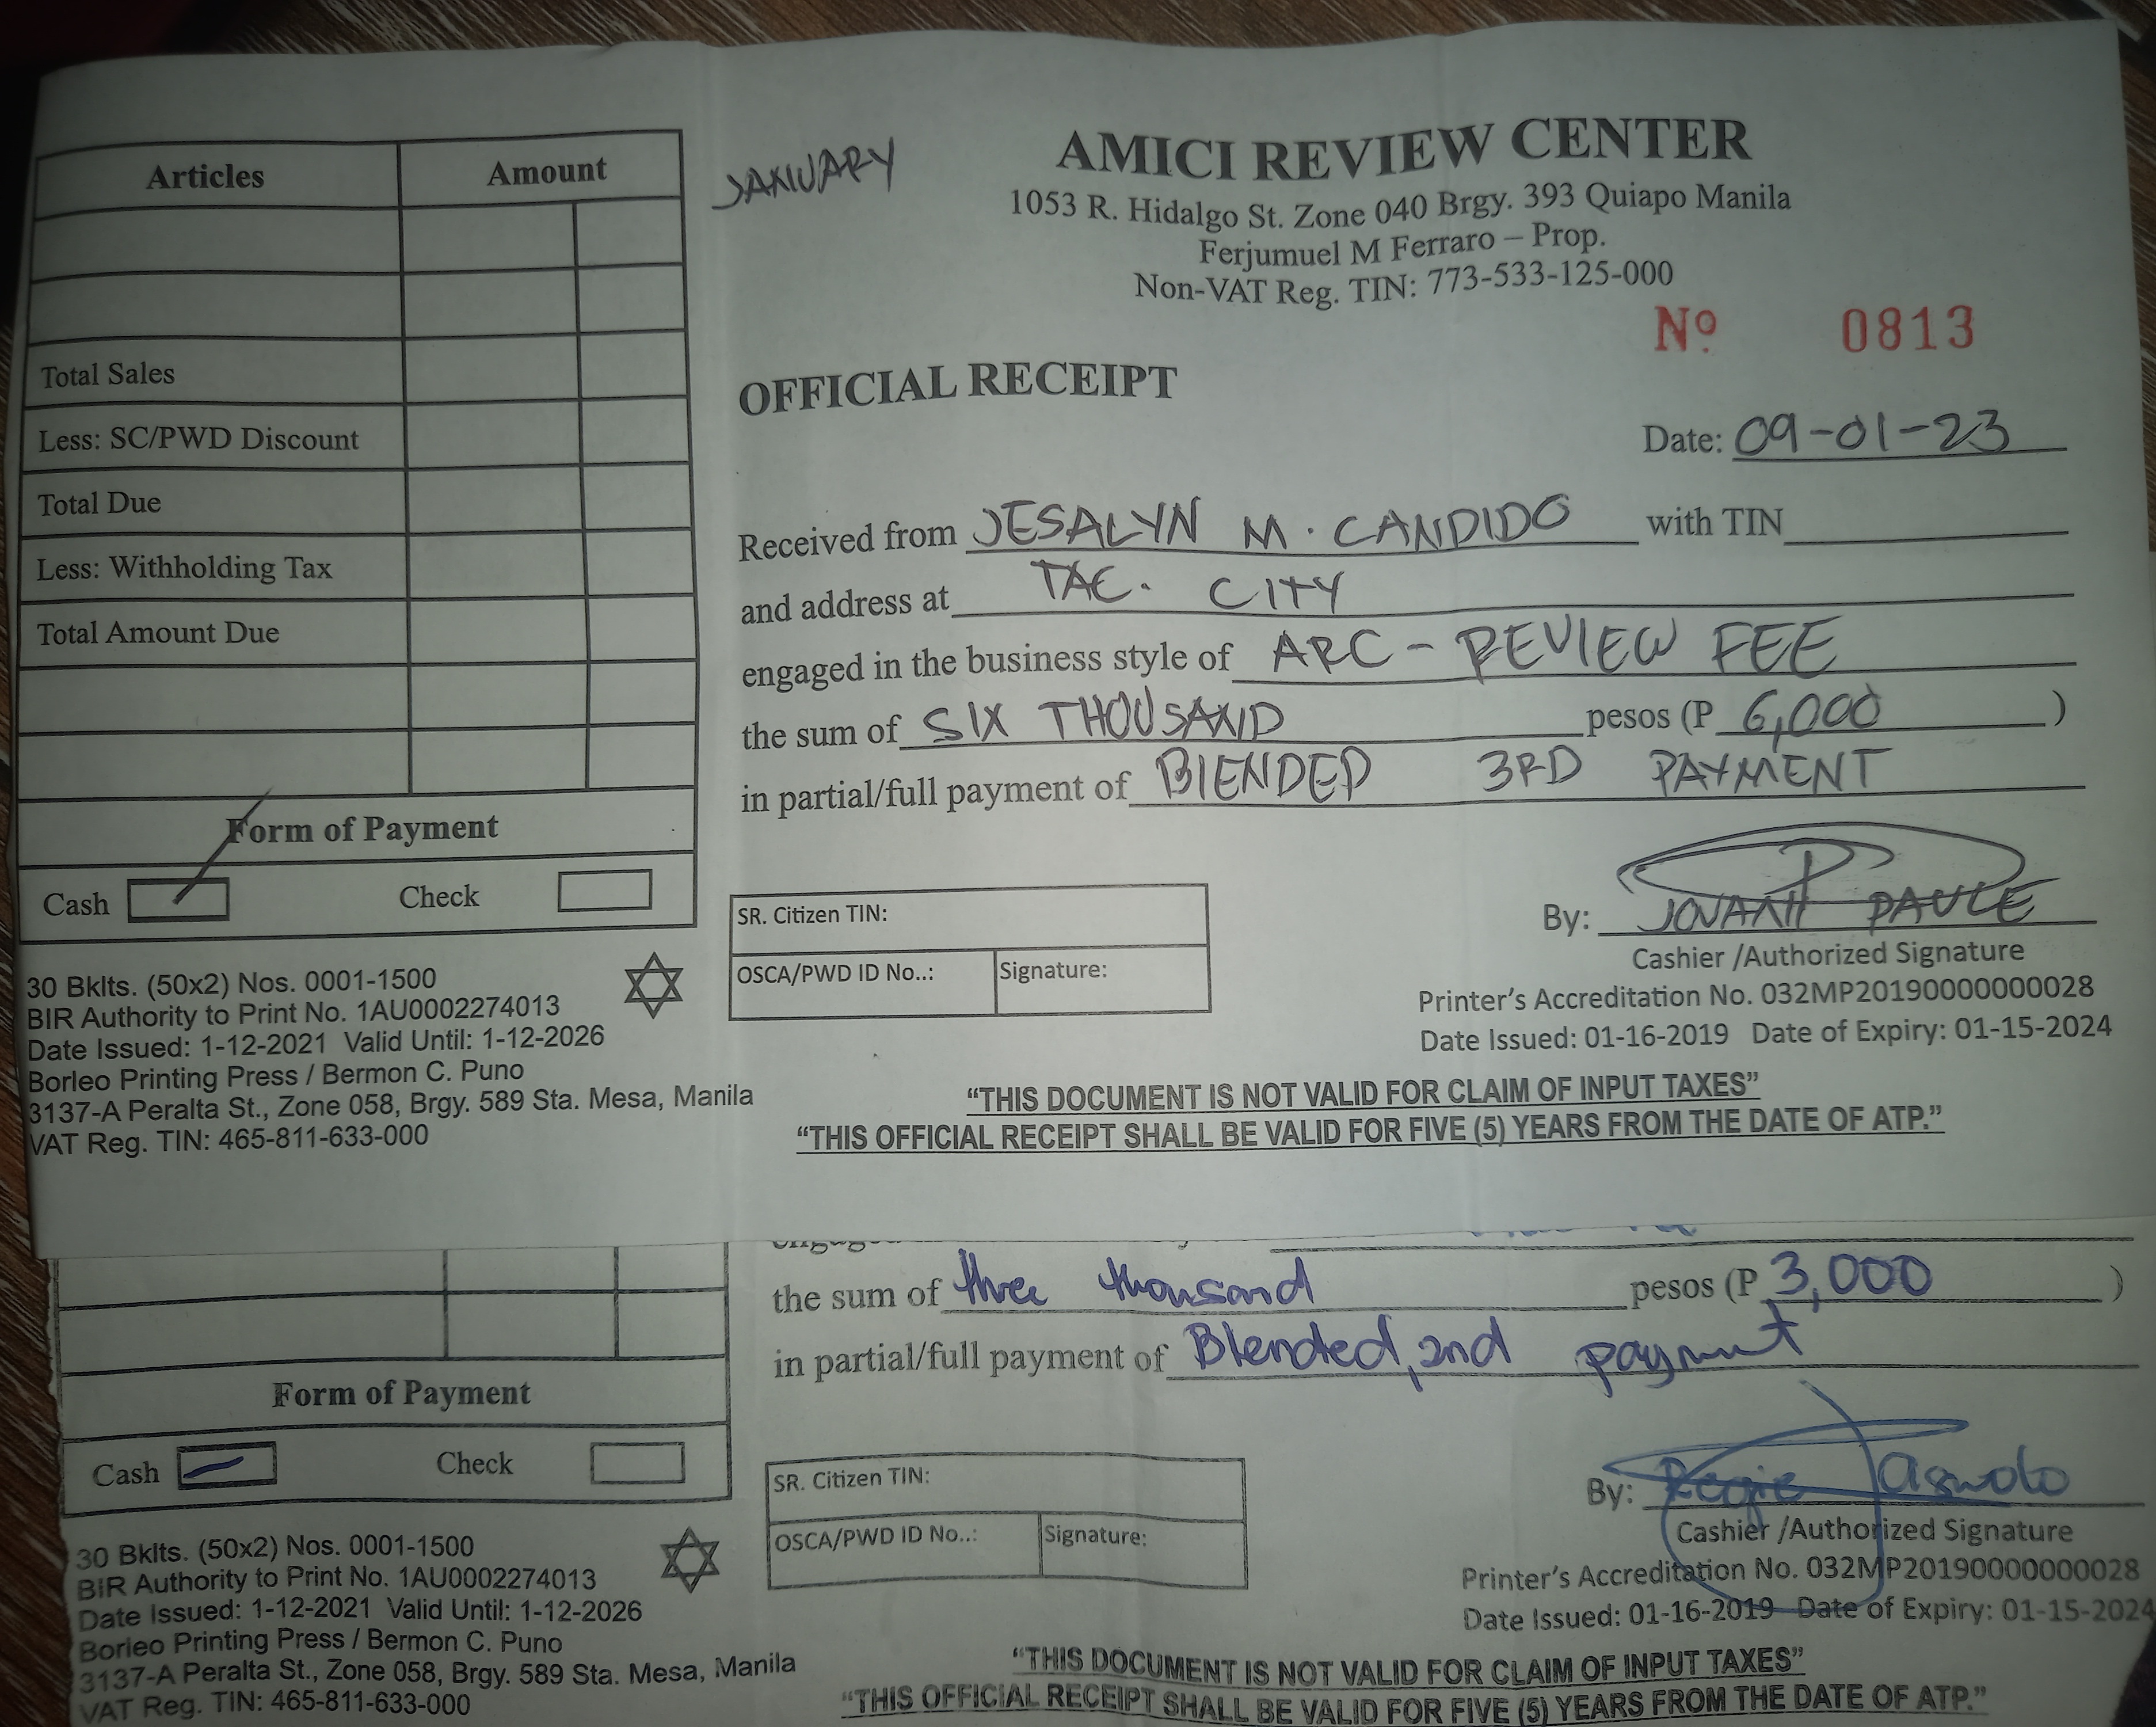 JANUARY
AMICI REVIEW CENTER
1053 R. Hidalgo St. Zone 040 Brgy. 393 Quiapo Manila
Ferjumuel M Ferraro – Prop.
Non-VAT Reg. TIN: 773-533-125-000
Nº 0813
OFFICIAL RECEIPT
Date: 09-01-23
Received from JESALYN M. CANDIDO with TIN
and address at TAC. CITY
engaged in the business style of ARC - REVIEW FEE
the sum of SIX THOUSAND pesos (P 6,000 )
in partial/full payment of BLENDED 3RD PAYMENT
Articles Amount
Total Sales
Less: SC/PWD Discount
Total Due
Less: Withholding Tax
Total Amount Due
Form of Payment
Cash Check
SR. Citizen TIN:
OSCA/PWD ID No..: Signature:
By: PAULE
Cashier /Authorized Signature
Printer's Accreditation No. 032MP20190000000028
Date Issued: 01-16-2019 Date of Expiry: 01-15-2024
30 Bklts. (50x2) Nos. 0001-1500
BIR Authority to Print No. 1AU0002274013
Date Issued: 1-12-2021 Valid Until: 1-12-2026
Borleo Printing Press / Bermon C. Puno
3137-A Peralta St., Zone 058, Brgy. 589 Sta. Mesa, Manila
VAT Reg. TIN: 465-811-633-000
“THIS DOCUMENT IS NOT VALID FOR CLAIM OF INPUT TAXES”
“THIS OFFICIAL RECEIPT SHALL BE VALID FOR FIVE (5) YEARS FROM THE DATE OF ATP.”
the sum of three thousand pesos (P 3,000 )
in partial/full payment of Blended, 2nd payment
Form of Payment
Cash Check
SR. Citizen TIN:
OSCA/PWD ID No..: Signature:
By: Regie
Cashier /Authorized Signature
Printer's Accreditation No. 032MP20190000000028
Date Issued: 01-16-2019 Date of Expiry: 01-15-2024
30 Bklts. (50x2) Nos. 0001-1500
BIR Authority to Print No. 1AU0002274013
Date Issued: 1-12-2021 Valid Until: 1-12-2026
Borleo Printing Press / Bermon C. Puno
3137-A Peralta St., Zone 058, Brgy. 589 Sta. Mesa, Manila
VAT Reg. TIN: 465-811-633-000
“THIS DOCUMENT IS NOT VALID FOR CLAIM OF INPUT TAXES”
“THIS OFFICIAL RECEIPT SHALL BE VALID FOR FIVE (5) YEARS FROM THE DATE OF ATP.”